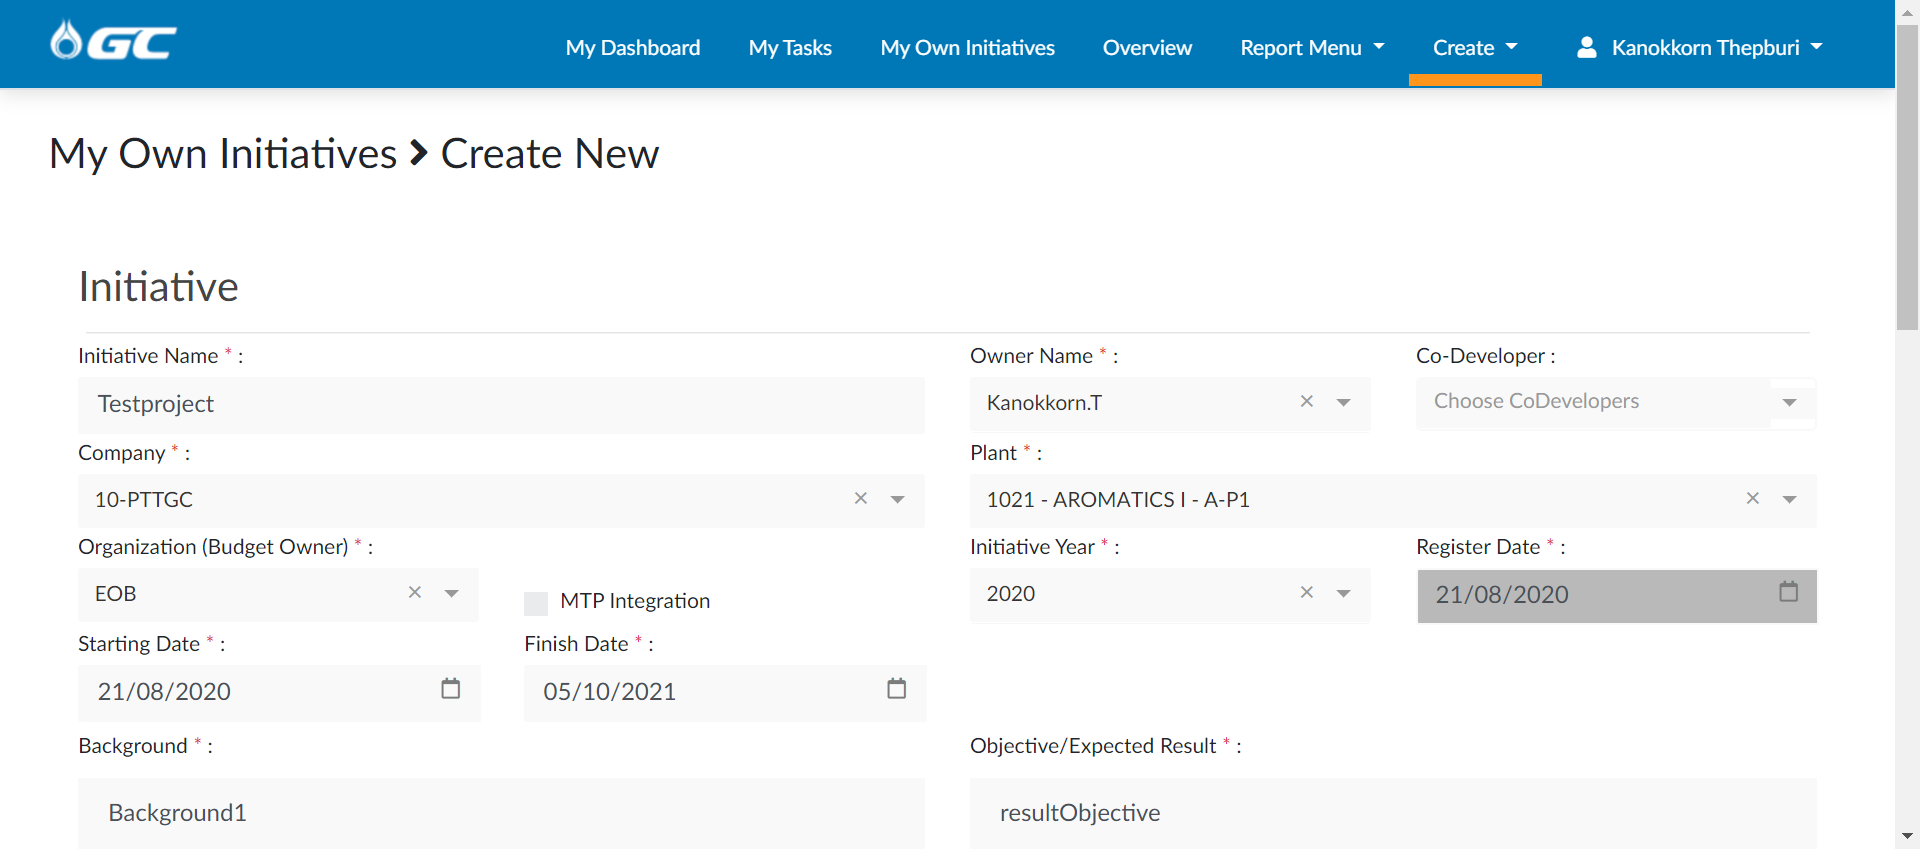 GC My Dashboard My Tasks My Own Initiatives Overview Report Menu Create Kanokkorn Thepburi
My Own Initiatives > Create New
Initiative
Initiative Name * : Owner Name * : Co-Developer :
Testproject Kanokkorn.T × Choose CoDevelopers
Company * : Plant * :
10-PTTGC × 1021 - AROMATICS I - A-P1 ×
Organization (Budget Owner) * : Initiative Year * : Register Date * :
EOB × MTP Integration 2020 × 21/08/2020
Starting Date * : Finish Date * :
21/08/2020 05/10/2021
Background * : Objective/Expected Result * :
Background1 resultObjective